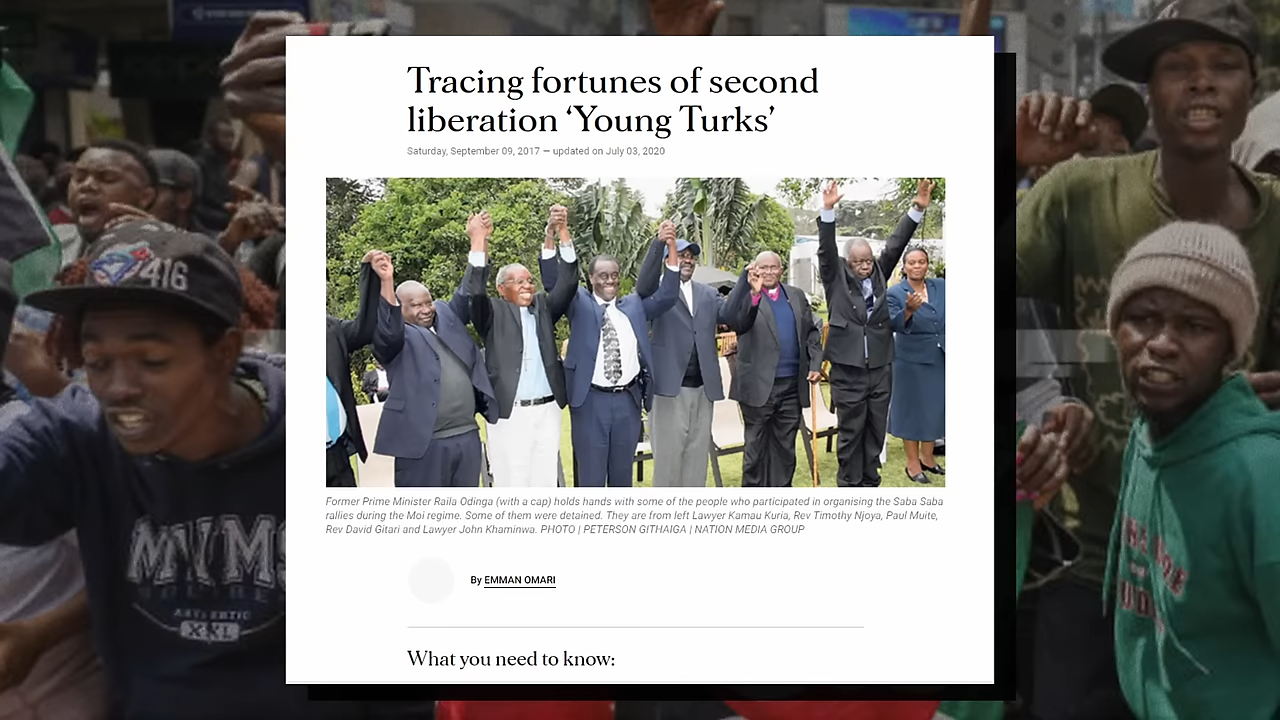 Tracing fortunes of second
liberation ‘Young Turks’
Saturday, September 09, 2017 — updated on July 03, 2020
Former Prime Minister Raila Odinga (with a cap) holds hands with some of the people who participated in organising the Saba Saba
rallies during the Moi regime. Some of them were detained. They are from left Lawyer Kamau Kuria, Rev Timothy Njoya, Paul Muite,
Rev David Gitari and Lawyer John Khaminwa. PHOTO | PETERSON GITHAIGA | NATION MEDIA GROUP
By EMMAN OMARI
What you need to know:
416
AUTHENTIC
XXL